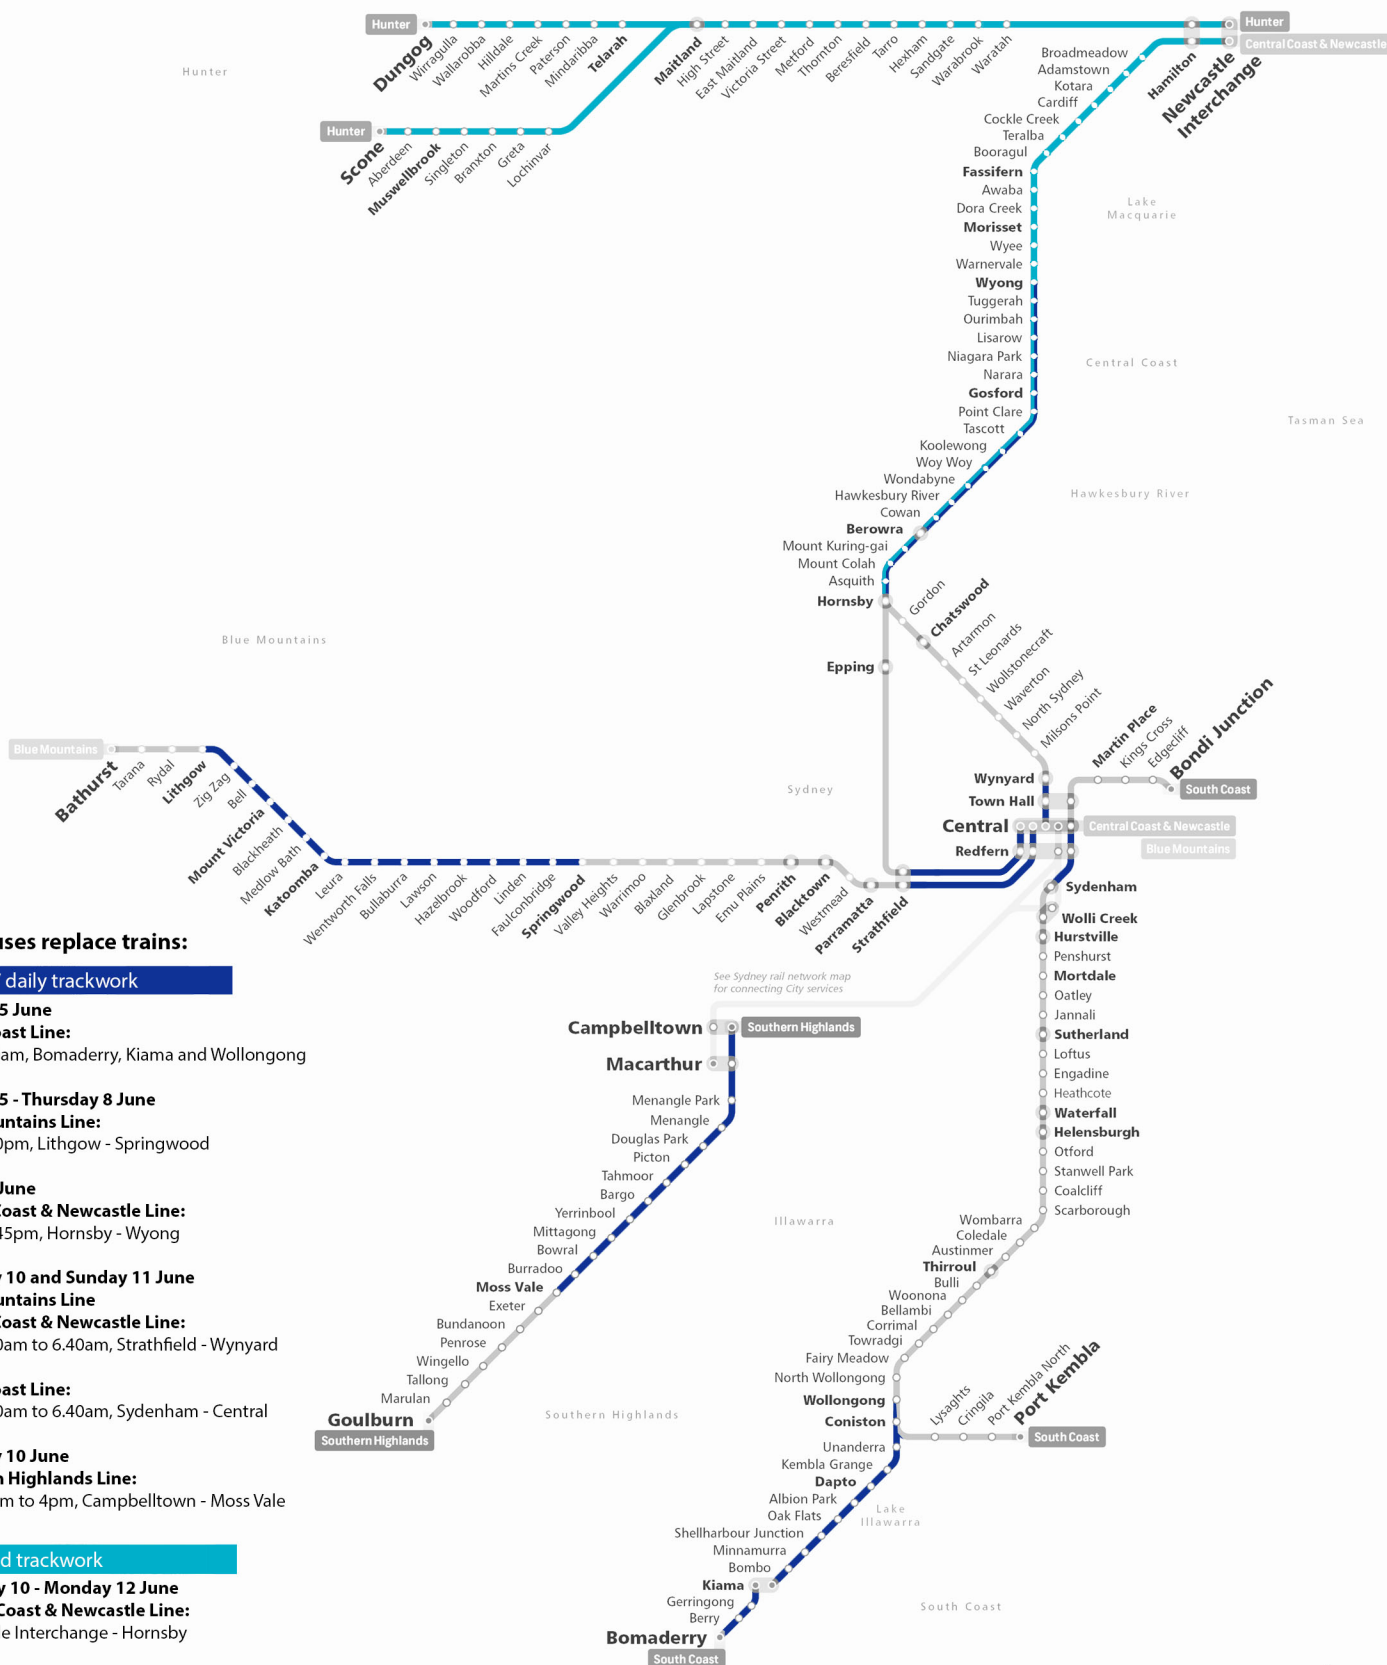 Hunter
Dungog
Wirragulla
Wallarobba
Hilldale
Martins Creek
Paterson
Mindaribba
Telarah
Maitland
High Street
East Maitland
Victoria Street
Metford
Thornton
Beresfield
Tarro
Hexham
Sandgate
Warabrook
Waratah
Hamilton
Newcastle
Interchange
Hunter
Central Coast & Newcastle
Hunter
Hunter
Scone
Aberdeen
Muswellbrook
Singleton
Branxton
Greta
Lochinvar
Broadmeadow
Adamstown
Kotara
Cardiff
Cockle Creek
Teralba
Booragul
Fassifern
Awaba
Dora Creek
Morisset
Wyee
Warnervale
Wyong
Tuggerah
Ourimbah
Lisarow
Niagara Park
Narara
Gosford
Point Clare
Tascott
Koolewong
Woy Woy
Wondabyne
Hawkesbury River
Cowan
Berowra
Mount Kuring-gai
Mount Colah
Asquith
Hornsby
Lake
Macquarie
Central Coast
Tasman Sea
Hawkesbury River
Gordon
Chatswood
Artarmon
St Leonards
Wollstonecraft
Waverton
North Sydney
Milsons Point
Epping
Blue Mountains
Wynyard
Town Hall
Central
Redfern
Martin Place
Kings Cross
Edgecliff
Bondi Junction
South Coast
Central Coast & Newcastle
Blue Mountains
Sydney
Blue Mountains
Bathurst
Tarana
Rydal
Lithgow
Zig Zag
Bell
Mount Victoria
Blackheath
Medlow Bath
Katoomba
Leura
Wentworth Falls
Bullaburra
Lawson
Hazelbrook
Woodford
Linden
Faulconbridge
Springwood
Valley Heights
Warrimoo
Blaxland
Glenbrook
Lapstone
Emu Plains
Penrith
Blacktown
Westmead
Parramatta
Strathfield
Sydenham
Wolli Creek
Hurstville
Penshurst
Mortdale
Oatley
Jannali
Sutherland
Loftus
Engadine
Heathcote
Waterfall
Helensburgh
Otford
Stanwell Park
Coalcliff
Scarborough
Wombarra
Coledale
Austinmer
Thirroul
Bulli
Woonona
Bellambi
Corrimal
Towradgi
Fairy Meadow
North Wollongong
Wollongong
Coniston
Lysaghts
Cringila
Port Kembla North
Port Kembla
South Coast
Unanderra
Kembla Grange
Dapto
Albion Park
Oak Flats
Shellharbour Junction
Minnamurra
Bombo
Kiama
Gerringong
Berry
Bomaderry
South Coast
Lake
Illawarra
South Coast
Illawarra
Southern Highlands
See Sydney rail network map
for connecting City services
Campbelltown
Southern Highlands
Macarthur
Menangle Park
Menangle
Douglas Park
Picton
Tahmoor
Bargo
Yerrinbool
Mittagong
Bowral
Burradoo
Moss Vale
Exeter
Bundanoon
Penrose
Wingello
Tallong
Marulan
Goulburn
Southern Highlands
uses replace trains:
daily trackwork
5 June
ast Line:
am, Bomaderry, Kiama and Wollongong
5 - Thursday 8 June
untains Line:
0pm, Lithgow - Springwood
June
Coast & Newcastle Line:
45pm, Hornsby - Wyong
y 10 and Sunday 11 June
untains Line
Coast & Newcastle Line:
0am to 6.40am, Strathfield - Wynyard
ast Line:
0am to 6.40am, Sydenham - Central
y 10 June
n Highlands Line:
m to 4pm, Campbelltown - Moss Vale
d trackwork
y 10 - Monday 12 June
Coast & Newcastle Line:
e Interchange - Hornsby